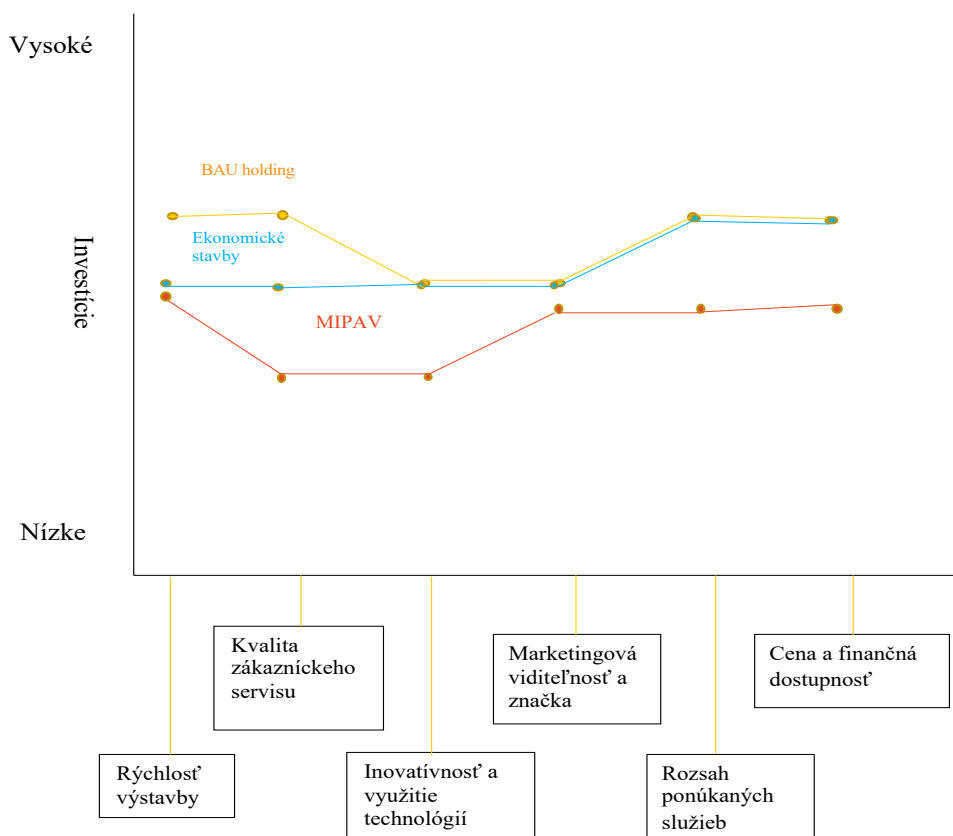 Vysoké
BAU holding
Ekonomické
stavby
Investície
MIPAV
Nízke
Kvalita
zákazníckeho
servisu
Marketingová
viditeľnosť a
značka
Cena a finančná
dostupnosť
Rýchlosť
výstavby
Inovatívnosť a
využitie
technológií
Rozsah
ponúkaných
služieb